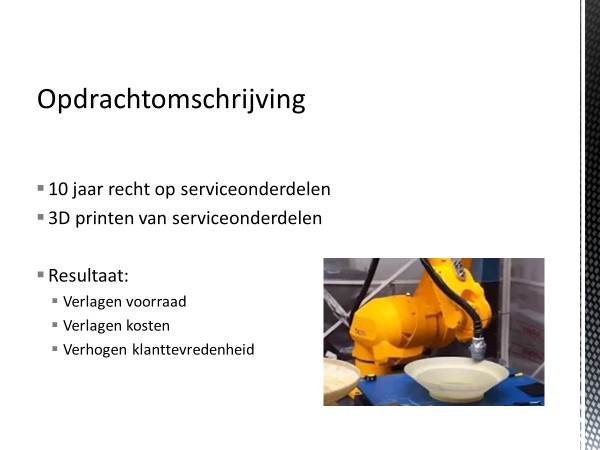 Opdrachtomschrijving
10 jaar recht op serviceonderdelen
3D printen van serviceonderdelen
Resultaat:
Verlagen voorraad
Verlagen kosten
Verhogen klanttevredenheid